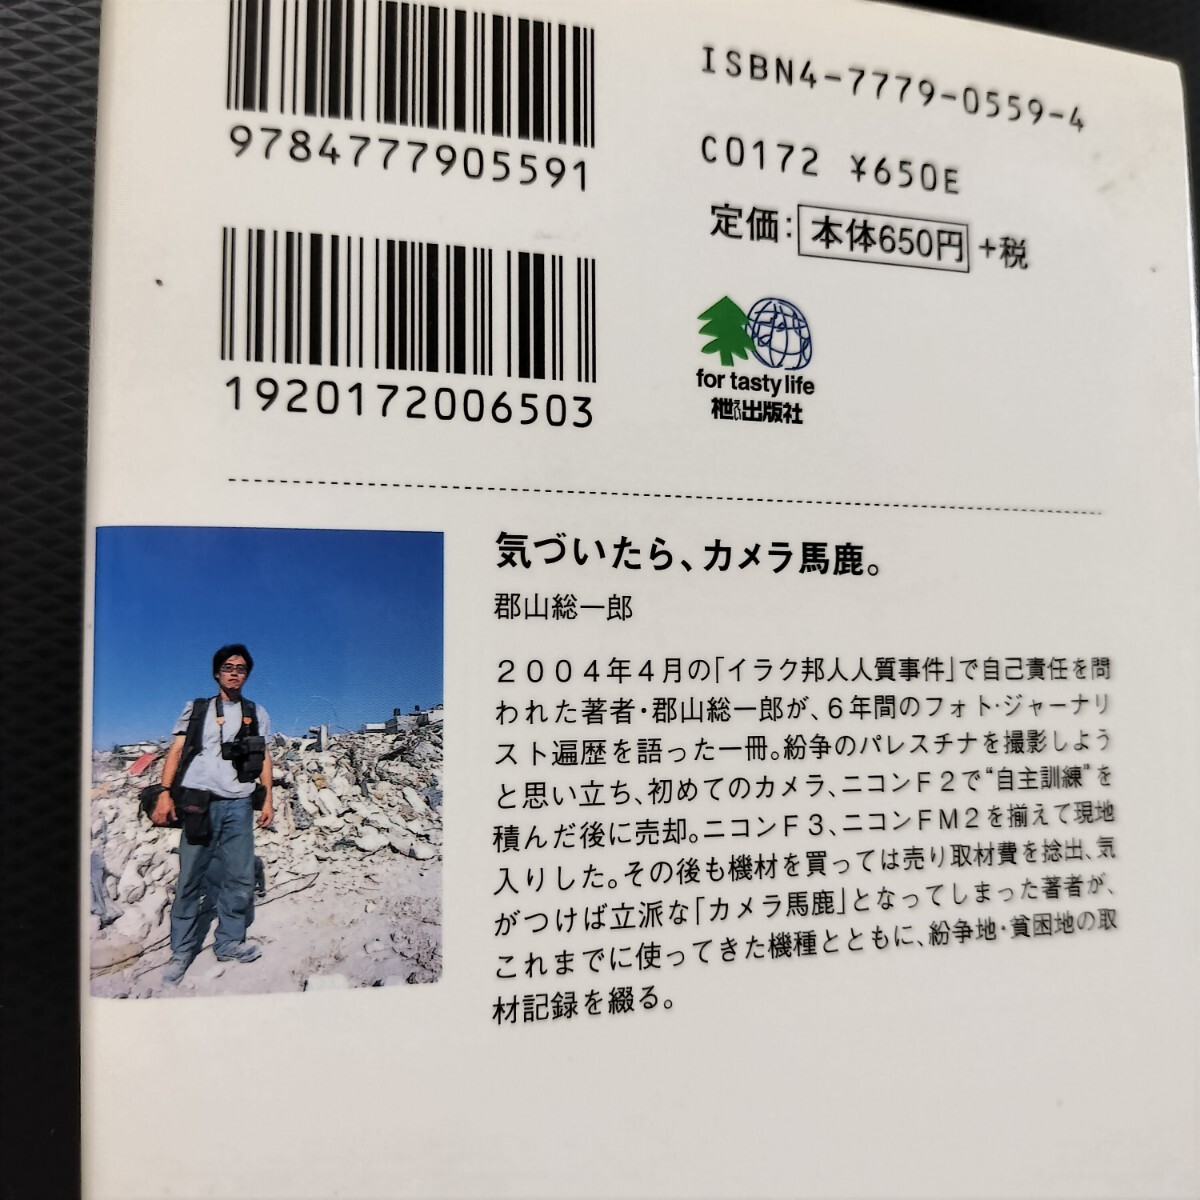 9784777905591
ISBN4-7779-0559-4
C0172 ¥650E
定価:本体650円+税
1920172006503
for tasty life
枻出版社
気づいたら、カメラ馬鹿。
郡山総一郎
2004年4月の「イラク邦人人質事件」で自己責任を問
われた著者・郡山総一郎が、6年間のフォト・ジャーナリ
スト遍歴を語った一冊。紛争のパレスチナを撮影しよう
と思い立ち、初めてのカメラ、ニコンF2で“自主訓練”を
積んだ後に売却。ニコンF3、ニコンFM2を揃えて現地
入りした。その後も機材を買っては売り取材費を捻出、気
がつけば立派な「カメラ馬鹿」となってしまった著者が、
これまでに使ってきた機種とともに、紛争地・貧困地の取
材記録を綴る。